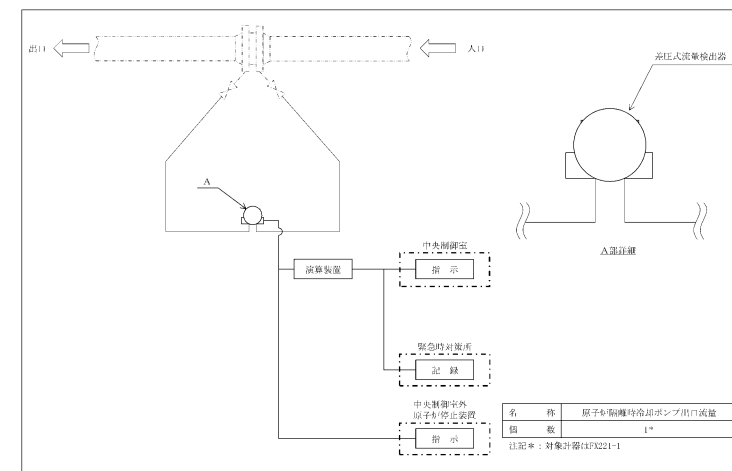 出口
入口
差圧式流量検出器
A
A部詳細
中央制御室
演算装置
指 示
緊急時対策所
記 録
中央制御室外
原子炉停止装置
指 示
名 称 原子炉隔離時冷却ポンプ出口流量
個 数 1*
注記*:対象計器はFX221-1